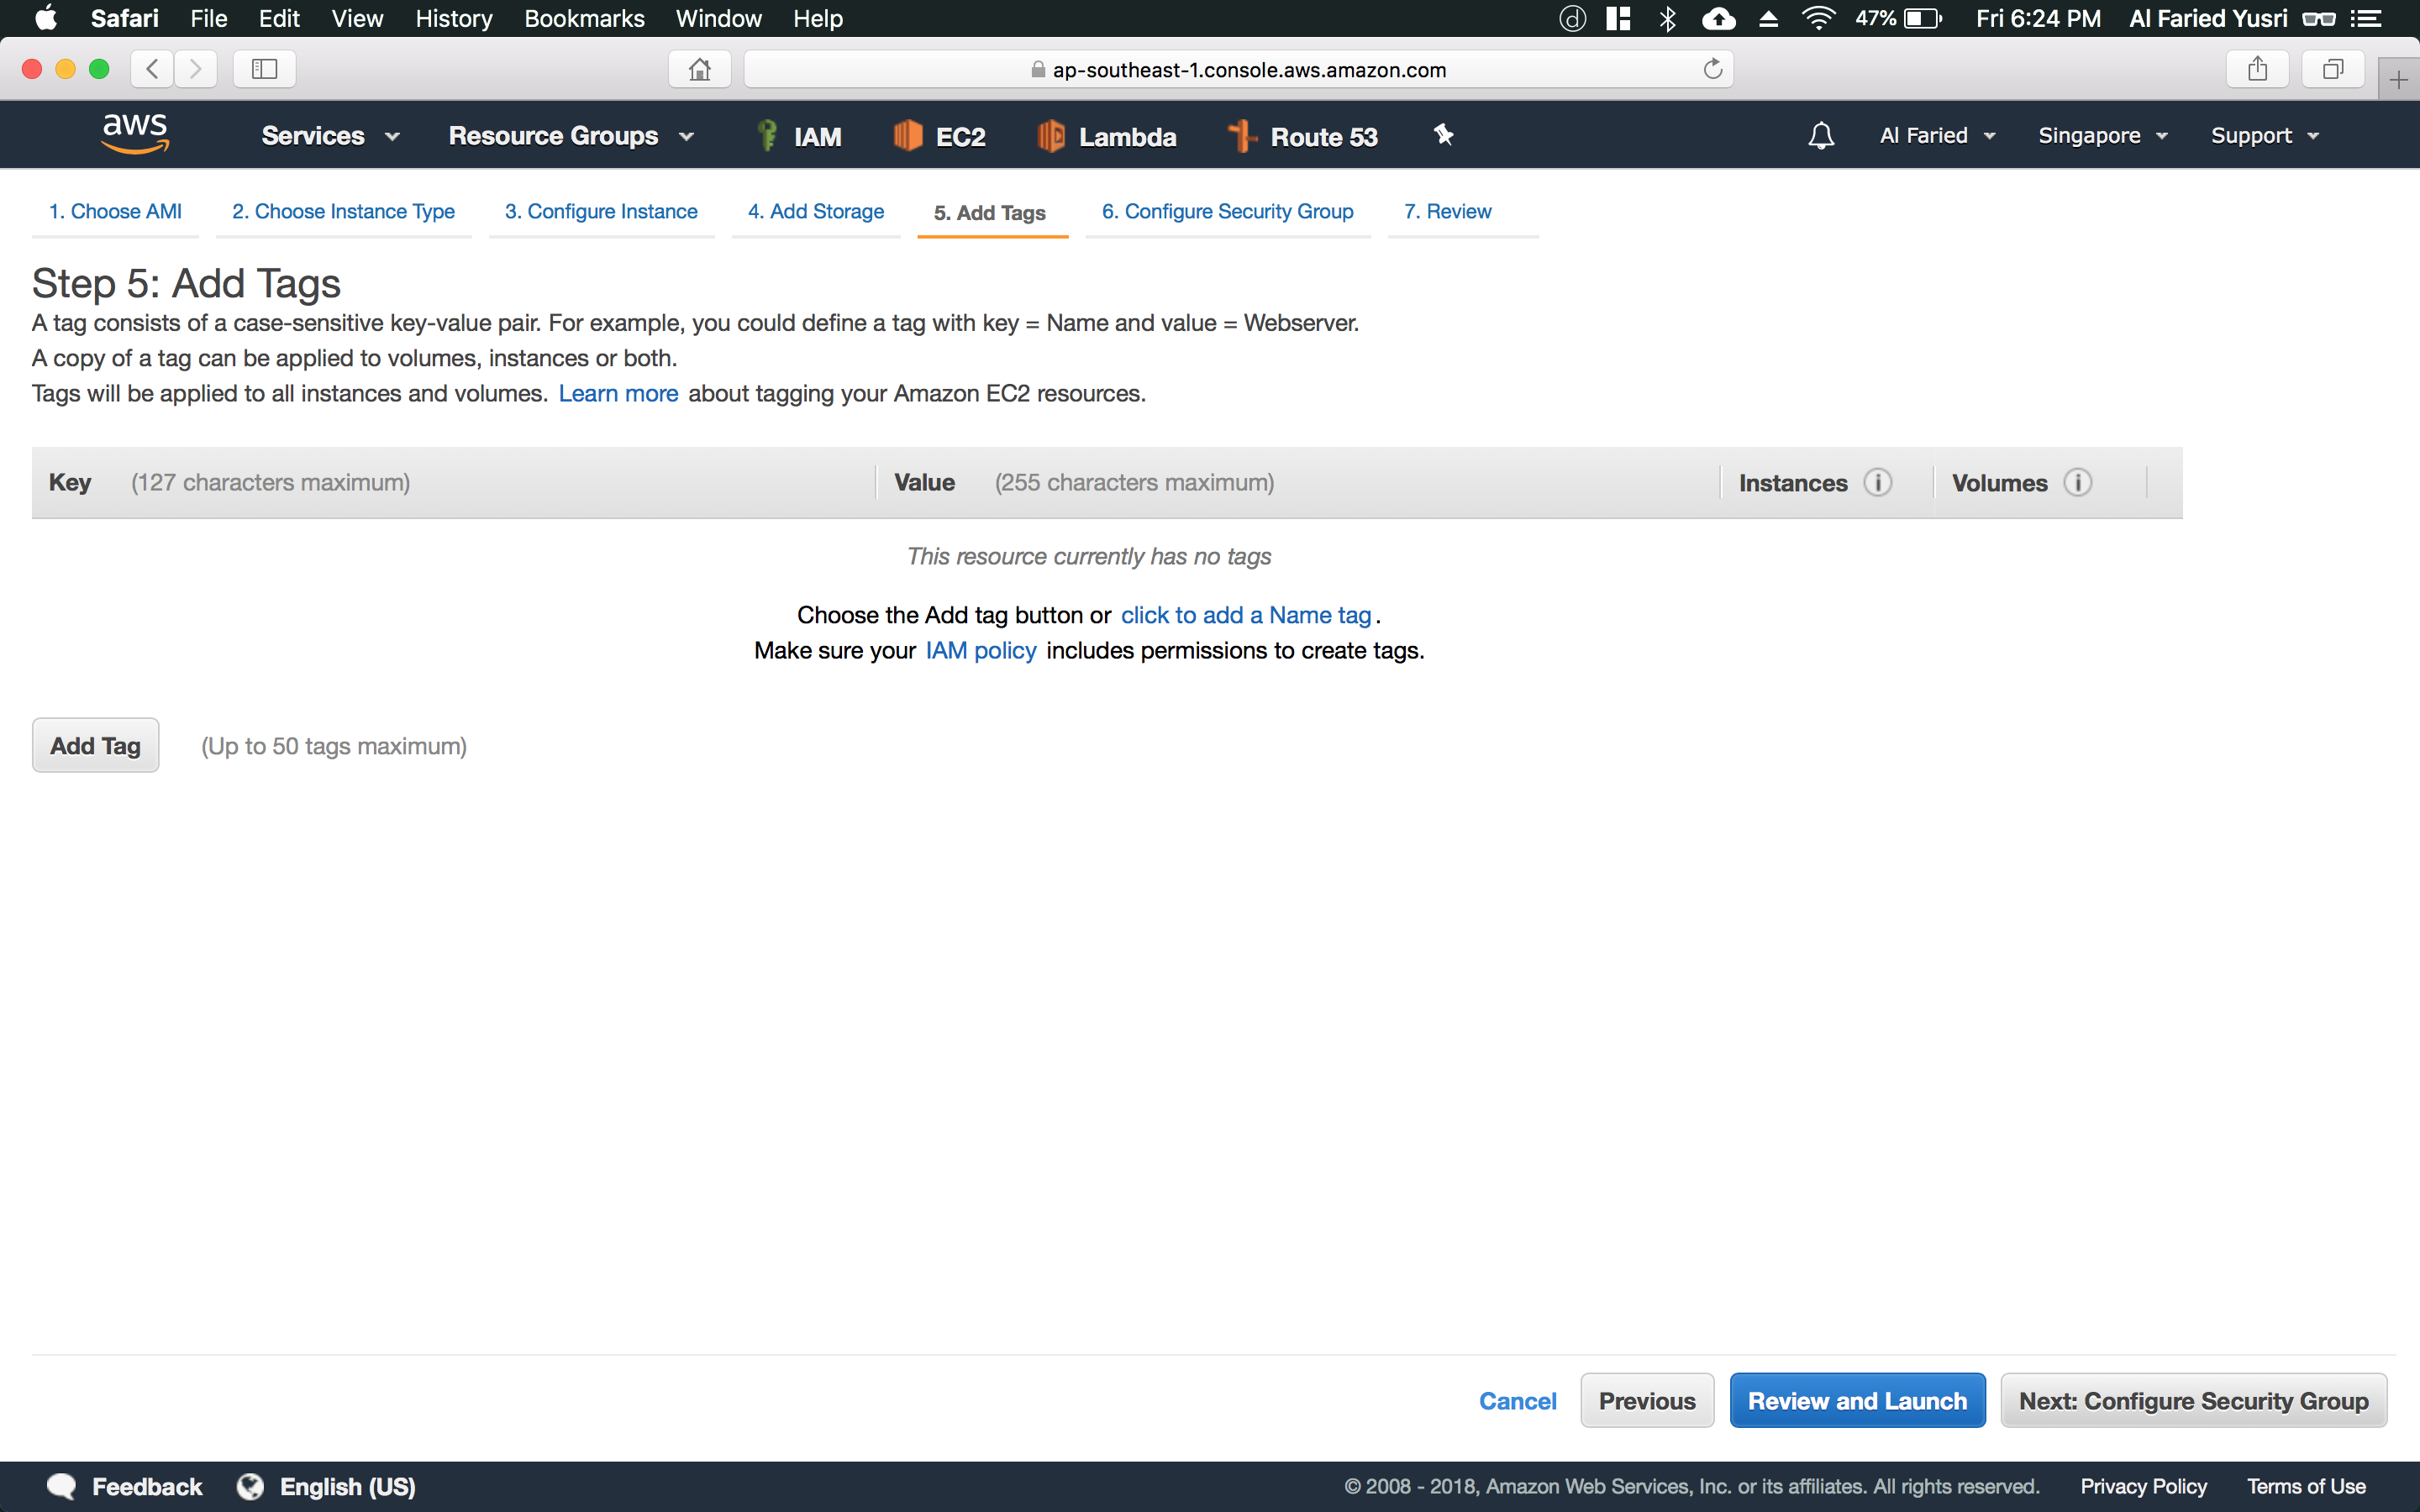 Safari File Edit View History Bookmarks Window Help 47% Fri 6:24 PM Al Faried Yusri
ap-southeast-1.console.aws.amazon.com
aws Services Resource Groups IAM EC2 Lambda Route 53 Al Faried Singapore Support
1. Choose AMI 2. Choose Instance Type 3. Configure Instance 4. Add Storage 5. Add Tags 6. Configure Security Group 7. Review
Step 5: Add Tags
A tag consists of a case-sensitive key-value pair. For example, you could define a tag with key = Name and value = Webserver.
A copy of a tag can be applied to volumes, instances or both.
Tags will be applied to all instances and volumes. Learn more about tagging your Amazon EC2 resources.
Key (127 characters maximum) Value (255 characters maximum) Instances Volumes
This resource currently has no tags
Choose the Add tag button or click to add a Name tag.
Make sure your IAM policy includes permissions to create tags.
Add Tag (Up to 50 tags maximum)
Cancel Previous Review and Launch Next: Configure Security Group
Feedback English (US) © 2008 - 2018, Amazon Web Services, Inc. or its affiliates. All rights reserved. Privacy Policy Terms of Use